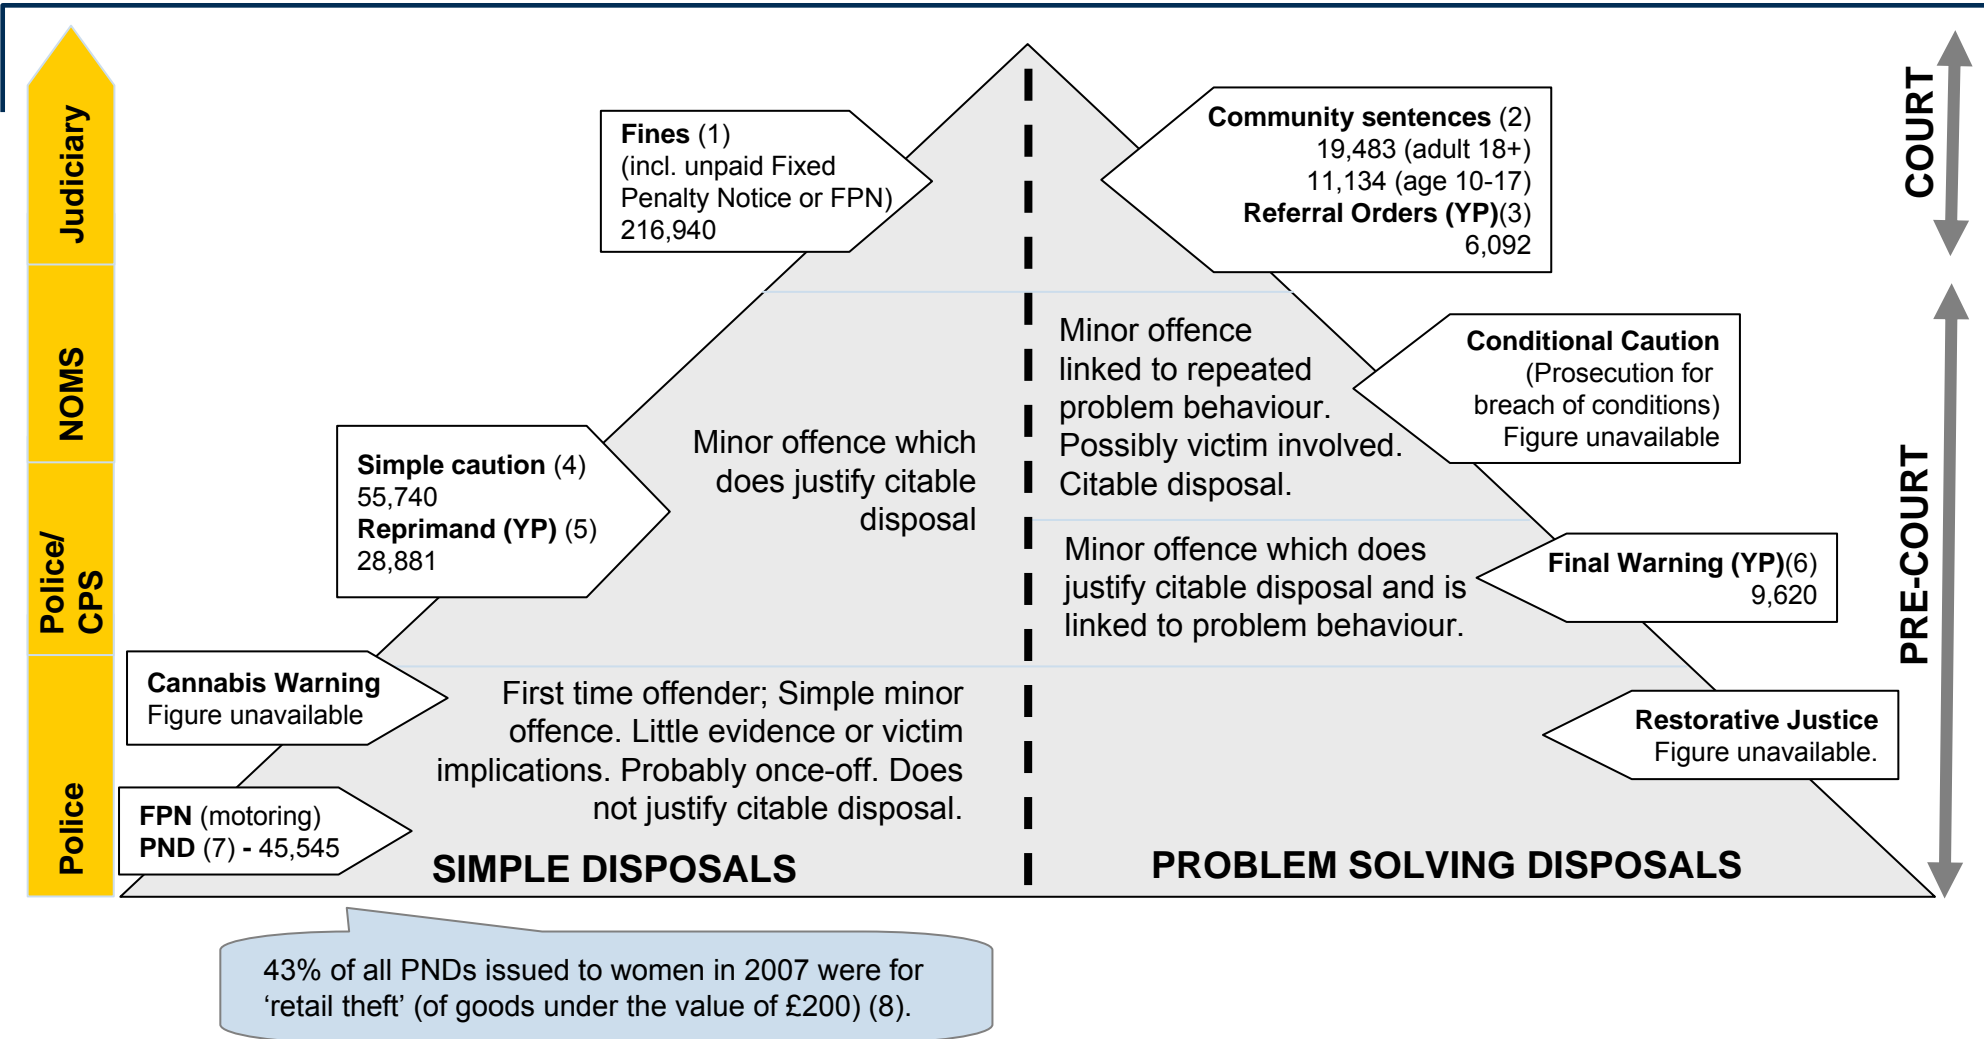 Judiciary
NOMS
Police/
CPS
Police
Fines (1)
(incl. unpaid Fixed
Penalty Notice or FPN)
216,940
Community sentences (2)
19,483 (adult 18+)
11,134 (age 10-17)
Referral Orders (YP)(3)
6,092
COURT
Minor offence
linked to repeated
problem behaviour.
Possibly victim involved.
Citable disposal.
Conditional Caution
(Prosecution for
breach of conditions)
Figure unavailable
Simple caution (4)
55,740
Reprimand (YP) (5)
28,881
Minor offence which
does justify citable
disposal
Minor offence which does
justify citable disposal and is
linked to problem behaviour.
Final Warning (YP)(6)
9,620
PRE-COURT
Cannabis Warning
Figure unavailable
First time offender; Simple minor
offence. Little evidence or victim
implications. Probably once-off. Does
not justify citable disposal.
Restorative Justice
Figure unavailable.
FPN (motoring)
PND (7) - 45,545
SIMPLE DISPOSALS
PROBLEM SOLVING DISPOSALS
43% of all PNDs issued to women in 2007 were for
‘retail theft’ (of goods under the value of £200) (8).